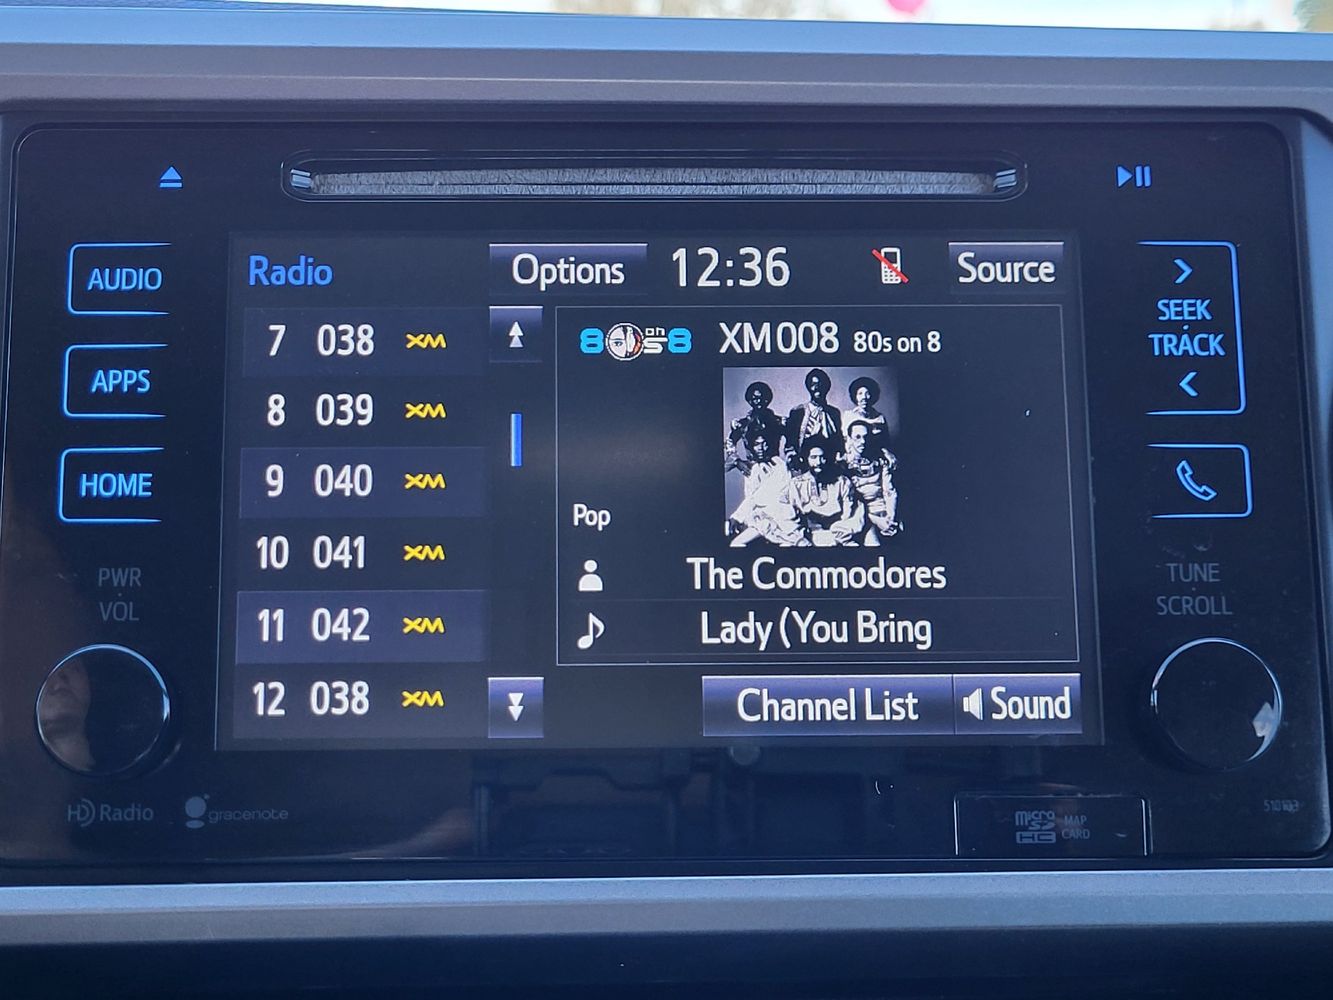 AUDIO
APPS
HOME
PWR
VOL
Radio
Options
12:36
Source
7 038 XM
8 039 XM
9 040 XM
10 041 XM
11 042 XM
12 038 XM
80s on 8
XM008 80s on 8
Pop
The Commodores
Lady (You Bring
Channel List
Sound
SEEK
TRACK
TUNE
SCROLL
HD Radio
gracenote
micro SD HC
MAP
CARD
510103